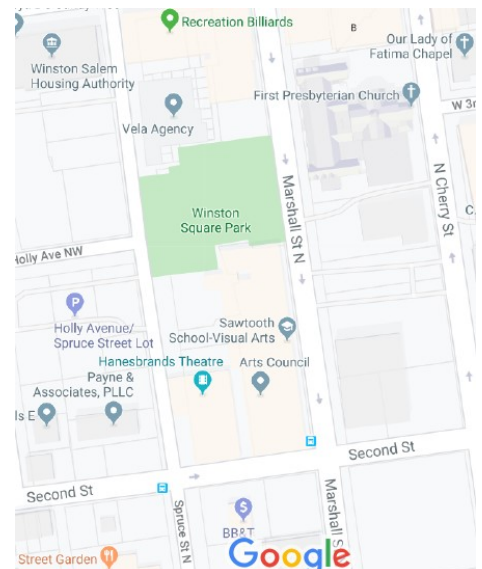 Recreation Billiards
B
Our Lady of
Fatima Chapel
Winston Salem
Housing Authority
First Presbyterian Church
W 3rd
Vela Agency
N Cherry St
Marshall St N
Winston
Square Park
Holly Ave NW
C
P
Holly Avenue/
Spruce Street Lot
Sawtooth
School-Visual Arts
Hanesbrands Theatre
Arts Council
Payne &
Associates, PLLC
ls E
Second St
Second St
Spruce St N
$
BB&T
Marshall S
Street Garden
Google